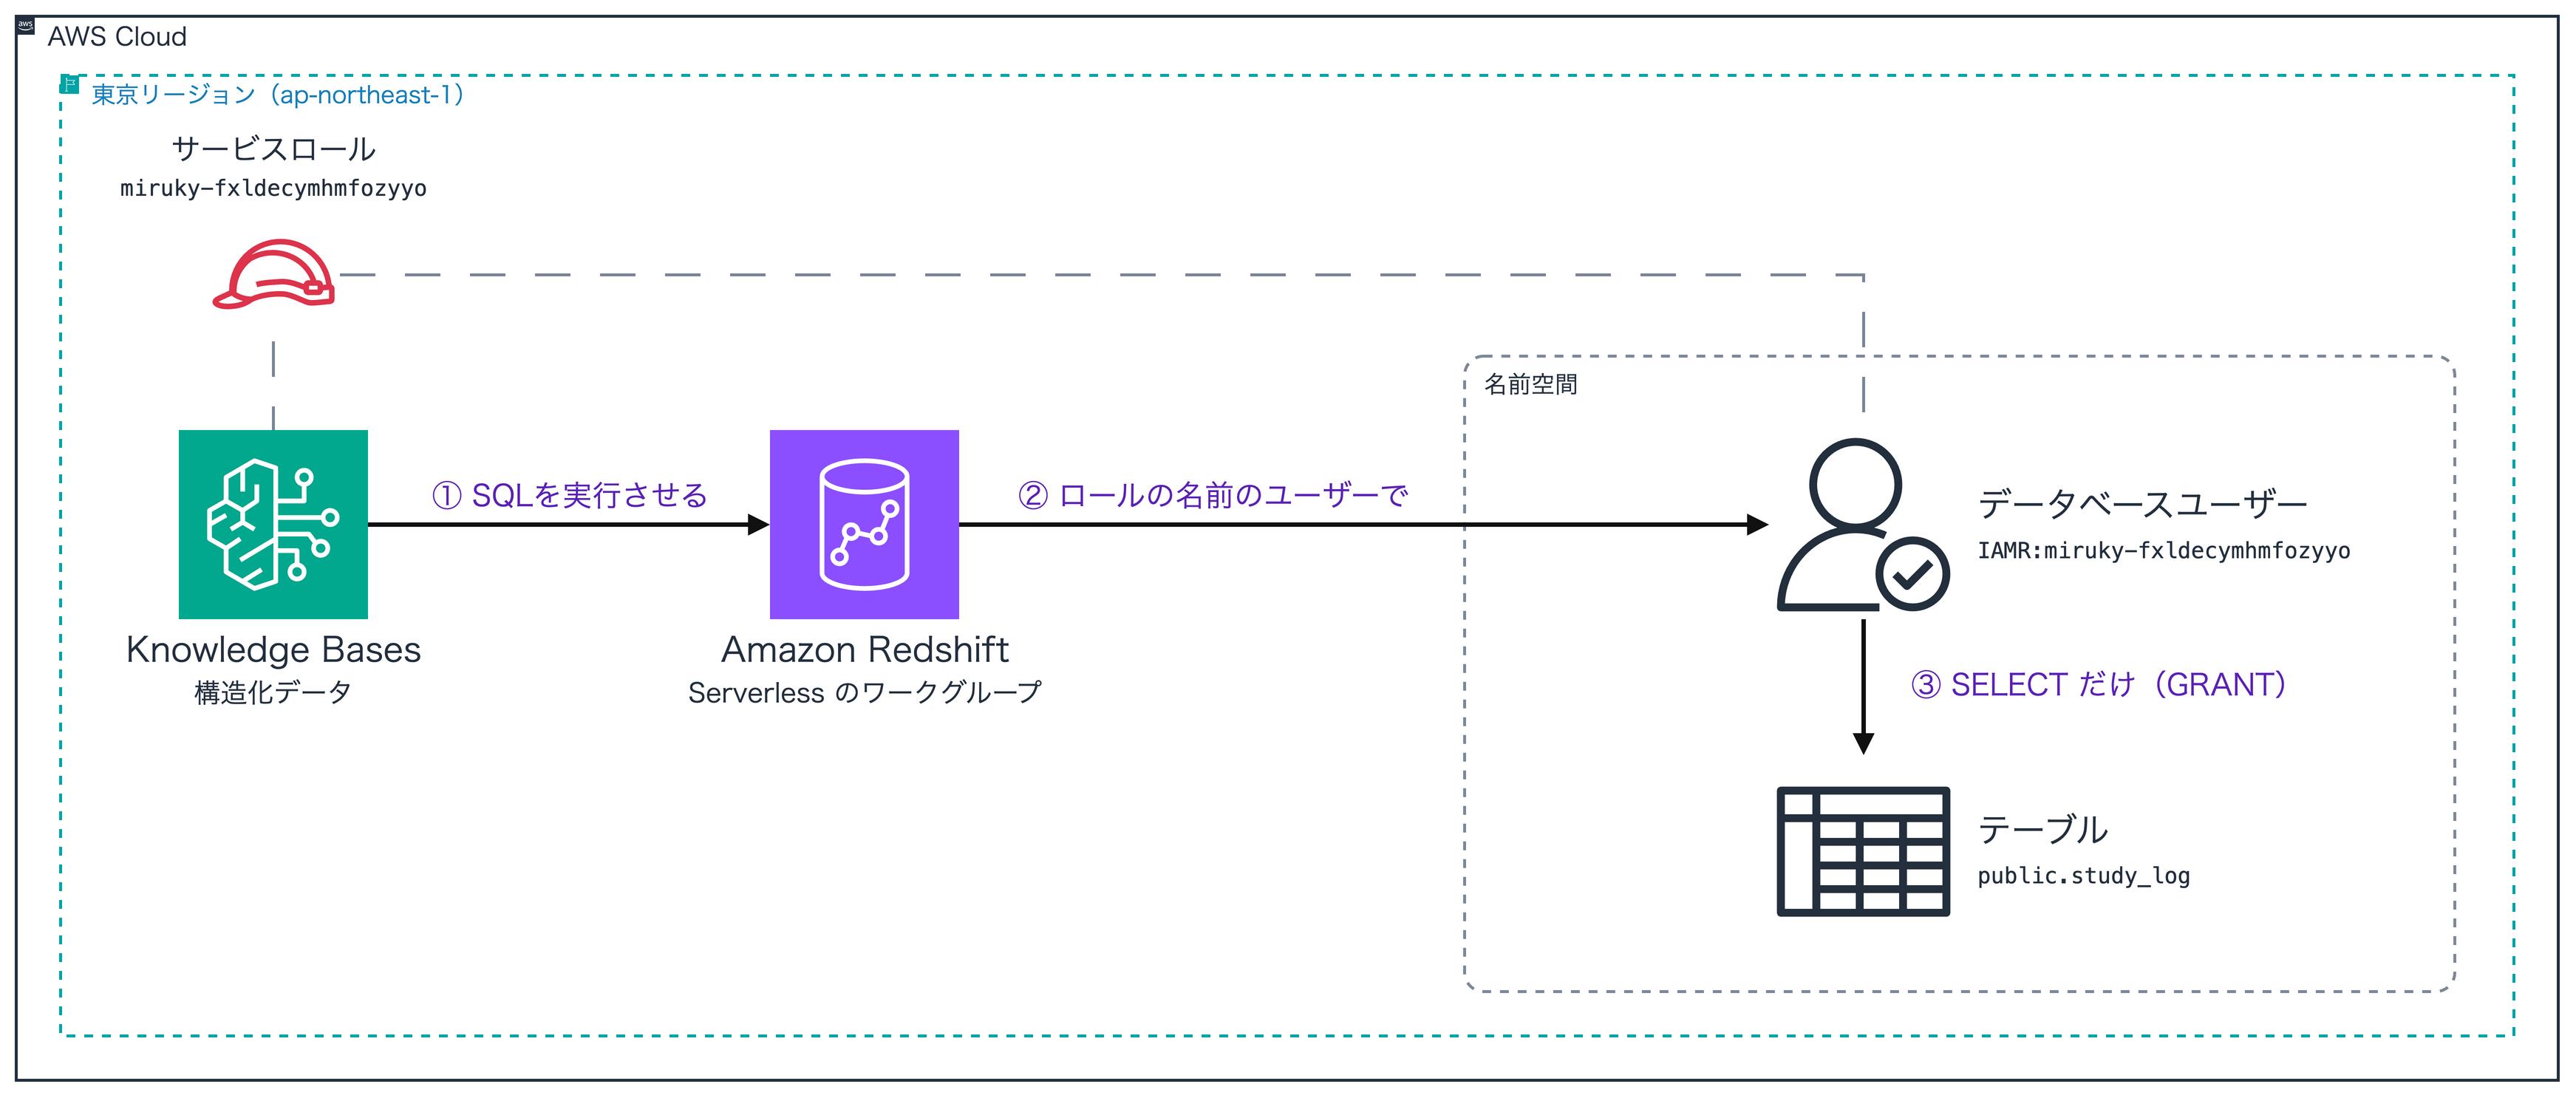 aws
AWS Cloud
東京リージョン（ap-northeast-1）
サービスロール
miruky-fxldecymhmfozyyo
名前空間
① SQLを実行させる
② ロールの名前のユーザーで
データベースユーザー
IAMR:miruky-fxldecymhmfozyyo
Knowledge Bases
構造化データ
Amazon Redshift
Serverless のワークグループ
③ SELECT だけ（GRANT）
テーブル
public.study_log